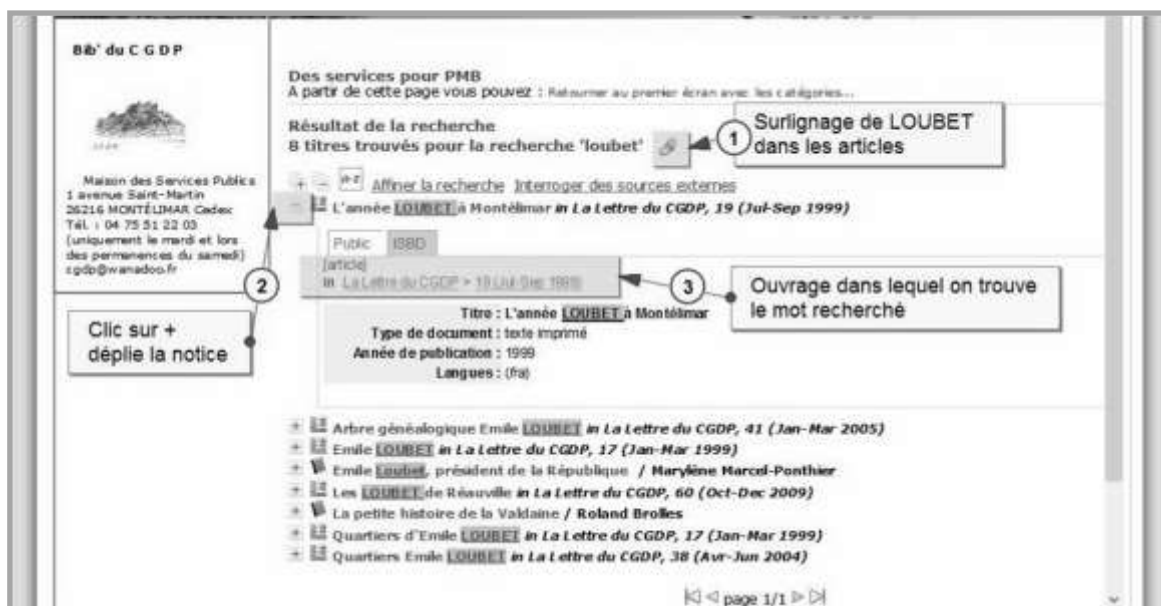 Bib' du C G D P
Maison des Services Publics
1 avenue Saint-Martin
26216 MONTÉLIMAR Cedex
Tél. : 04 75 51 22 03
(uniquement le mardi et lors
des permanences du samedi)
cgdp@wanadoo.fr
Des services pour PMB
A partir de cette page vous pouvez : Retourner au premier écran avec les catégories...
Résultat de la recherche
8 titres trouvés pour la recherche 'loubet'
1
Surlignage de LOUBET
dans les articles
Affiner la recherche Interroger des sources externes
L'année LOUBET à Montélimar in La Lettre du CGDP, 19 (Jul-Sep 1999)
Public ISBD
[article]
in La Lettre du CGDP > 19 (Jul-Sep 1999)
2
Clic sur +
déplie la notice
3
Ouvrage dans lequel on trouve
le mot recherché
Titre : L'année LOUBET à Montélimar
Type de document : texte imprimé
Année de publication : 1999
Langues : (fra)
+ Arbre généalogique Emile LOUBET in La Lettre du CGDP, 41 (Jan-Mar 2005)
+ Emile LOUBET in La Lettre du CGDP, 17 (Jan-Mar 1999)
+ Emile Loubet, président de la République / Marylène Marcel-Ponthier
+ Les LOUBET de Réauville in La Lettre du CGDP, 60 (Oct-Dec 2009)
+ La petite histoire de la Valdaine / Roland Brolles
+ Quartiers d'Emile LOUBET in La Lettre du CGDP, 17 (Jan-Mar 1999)
+ Quartiers Emile LOUBET in La Lettre du CGDP, 38 (Avr-Jun 2004)
page 1/1